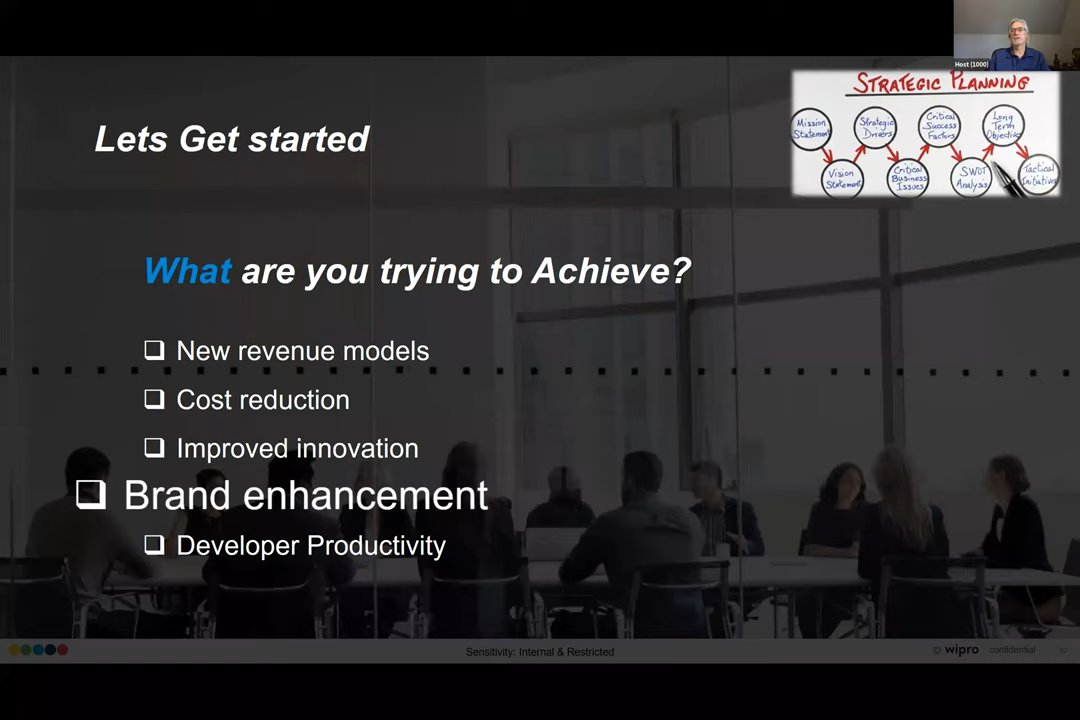 Host (1000)
STRATEGIC PLANNING
Mission
Statement
Strategic
Drivers
Critical
Success
Factors
Long
Term
Objective
Vision
Statement
Critical
Business
Issues
SWOT
Analysis
Tactical
Initiative
Lets Get started
What are you trying to Achieve?
❑ New revenue models
❑ Cost reduction
❑ Improved innovation
❑ Brand enhancement
❑ Developer Productivity
Sensitivity: Internal & Restricted
© wipro confidential